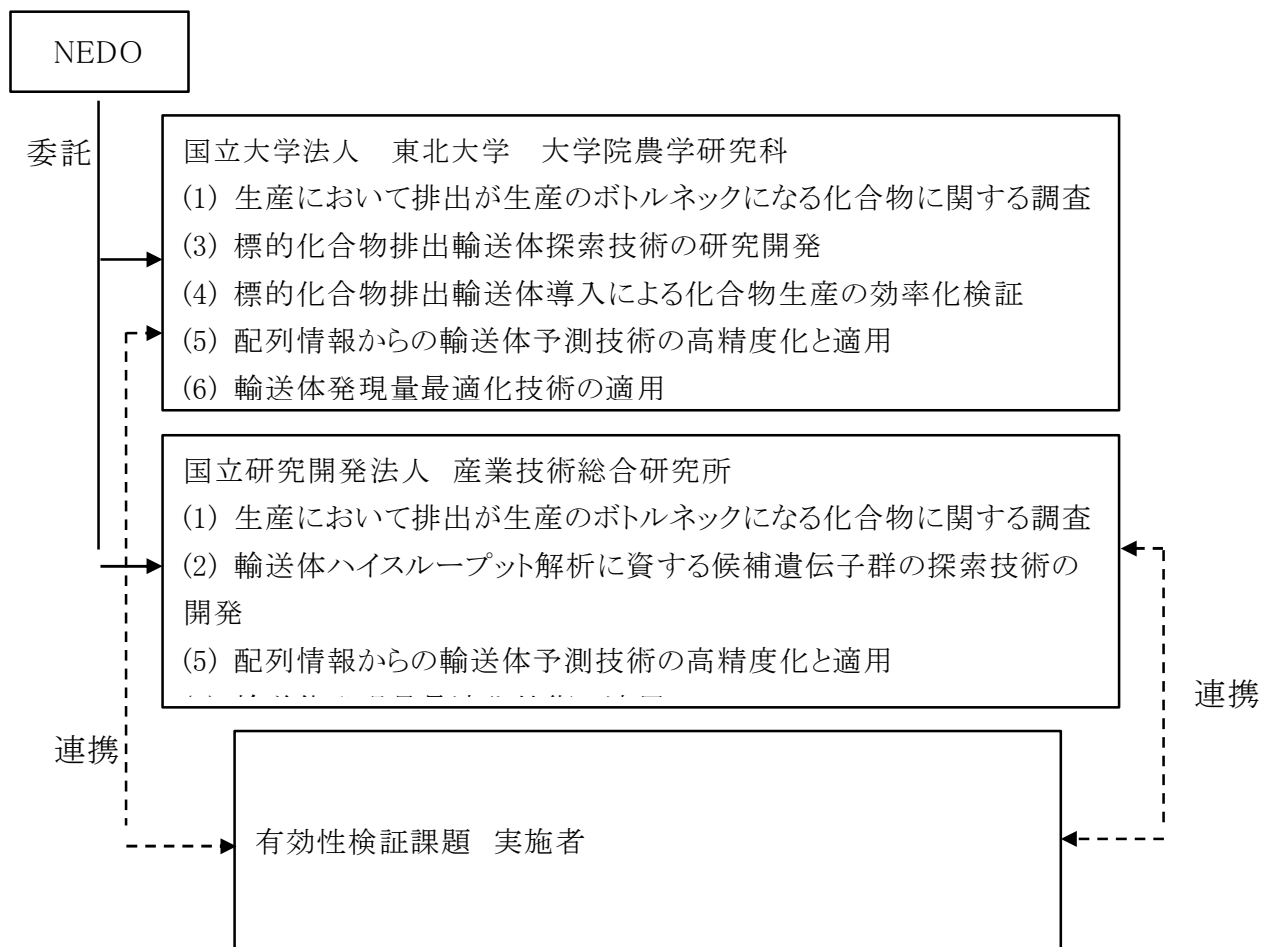 NEDO
委託
国立大学法人 東北大学 大学院農学研究科
(1) 生産において排出が生産のボトルネックになる化合物に関する調査
(3) 標的化合物排出輸送体探索技術の研究開発
(4) 標的化合物排出輸送体導入による化合物生産の効率化検証
(5) 配列情報からの輸送体予測技術の高精度化と適用
(6) 輸送体発現量最適化技術の適用
国立研究開発法人 産業技術総合研究所
(1) 生産において排出が生産のボトルネックになる化合物に関する調査
(2) 輸送体ハイスループット解析に資する候補遺伝子群の探索技術の
開発
(5) 配列情報からの輸送体予測技術の高精度化と適用
連携
連携
有効性検証課題 実施者